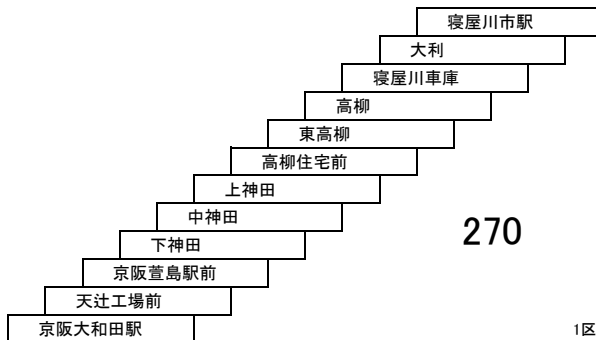 寝屋川市駅
大利
寝屋川車庫
高柳
東高柳
高柳住宅前
上神田
中神田
270
下神田
京阪萱島駅前
天辻工場前
京阪大和田駅
1区